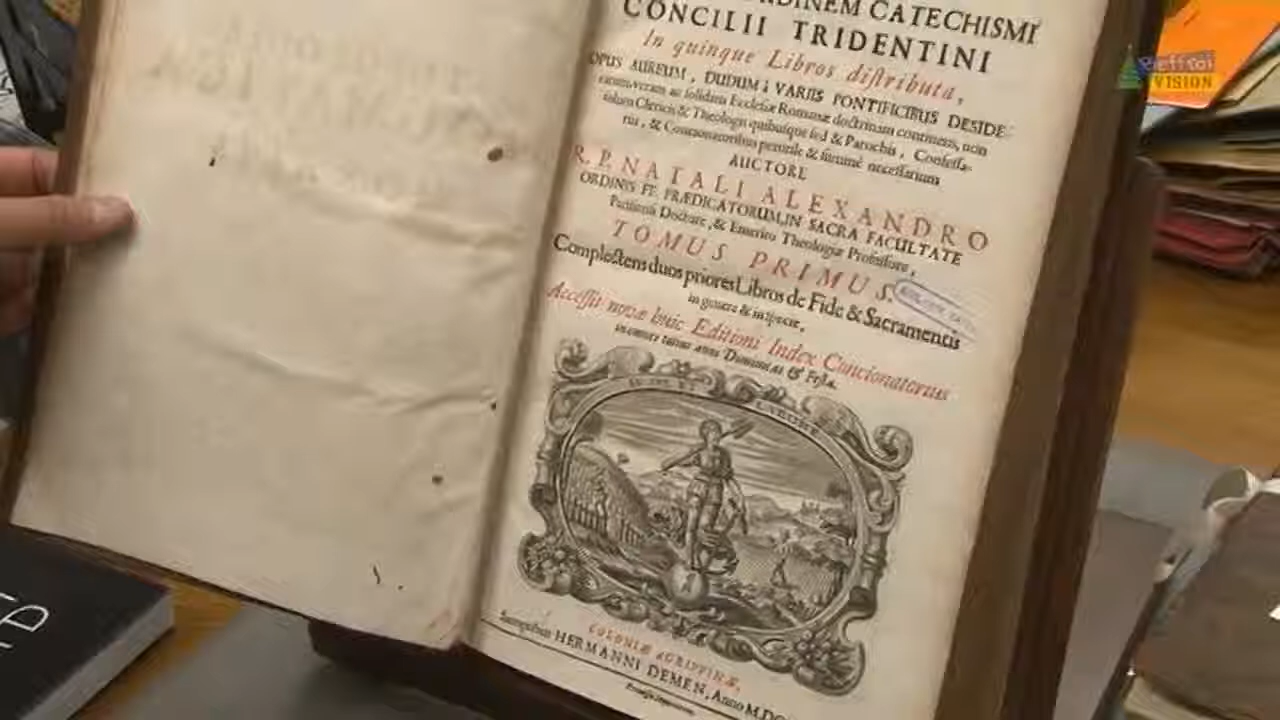 ORDINEM CATECHISMI
CONCILII TRIDENTINI
In quinque Libros distributa,
OPUS AUREUM, DUDUM à VARIIS PONTIFICIBUS DESIDE-
veram ac solidam Ecclesiæ Romanæ doctrinam continens, non
solum Clericis & Theologis quibusque sed & Parochis, Confessa-
riis, & Concionatoribus perutile & summè necessarium
AUCTORE
R. P. NATALI ALEXANDRO
ORDINIS FF. PRÆDICATORUM, IN SACRA FACULTATE
Parisiensi Doctore, & Emerito Theologiæ Professore,
TOMUS PRIMUS.
Complectens duos priores Libros de Fide & Sacramentis
in genere & in specie,
Accessit novæ huic Editioni Index Concionatorius
in omnes totius anni Dominicas & Festa.
LABORE
COLONIÆ AGRIPPINÆ,
Sumptibus HERMANNI DEMEN, Anno M.DC
VISION